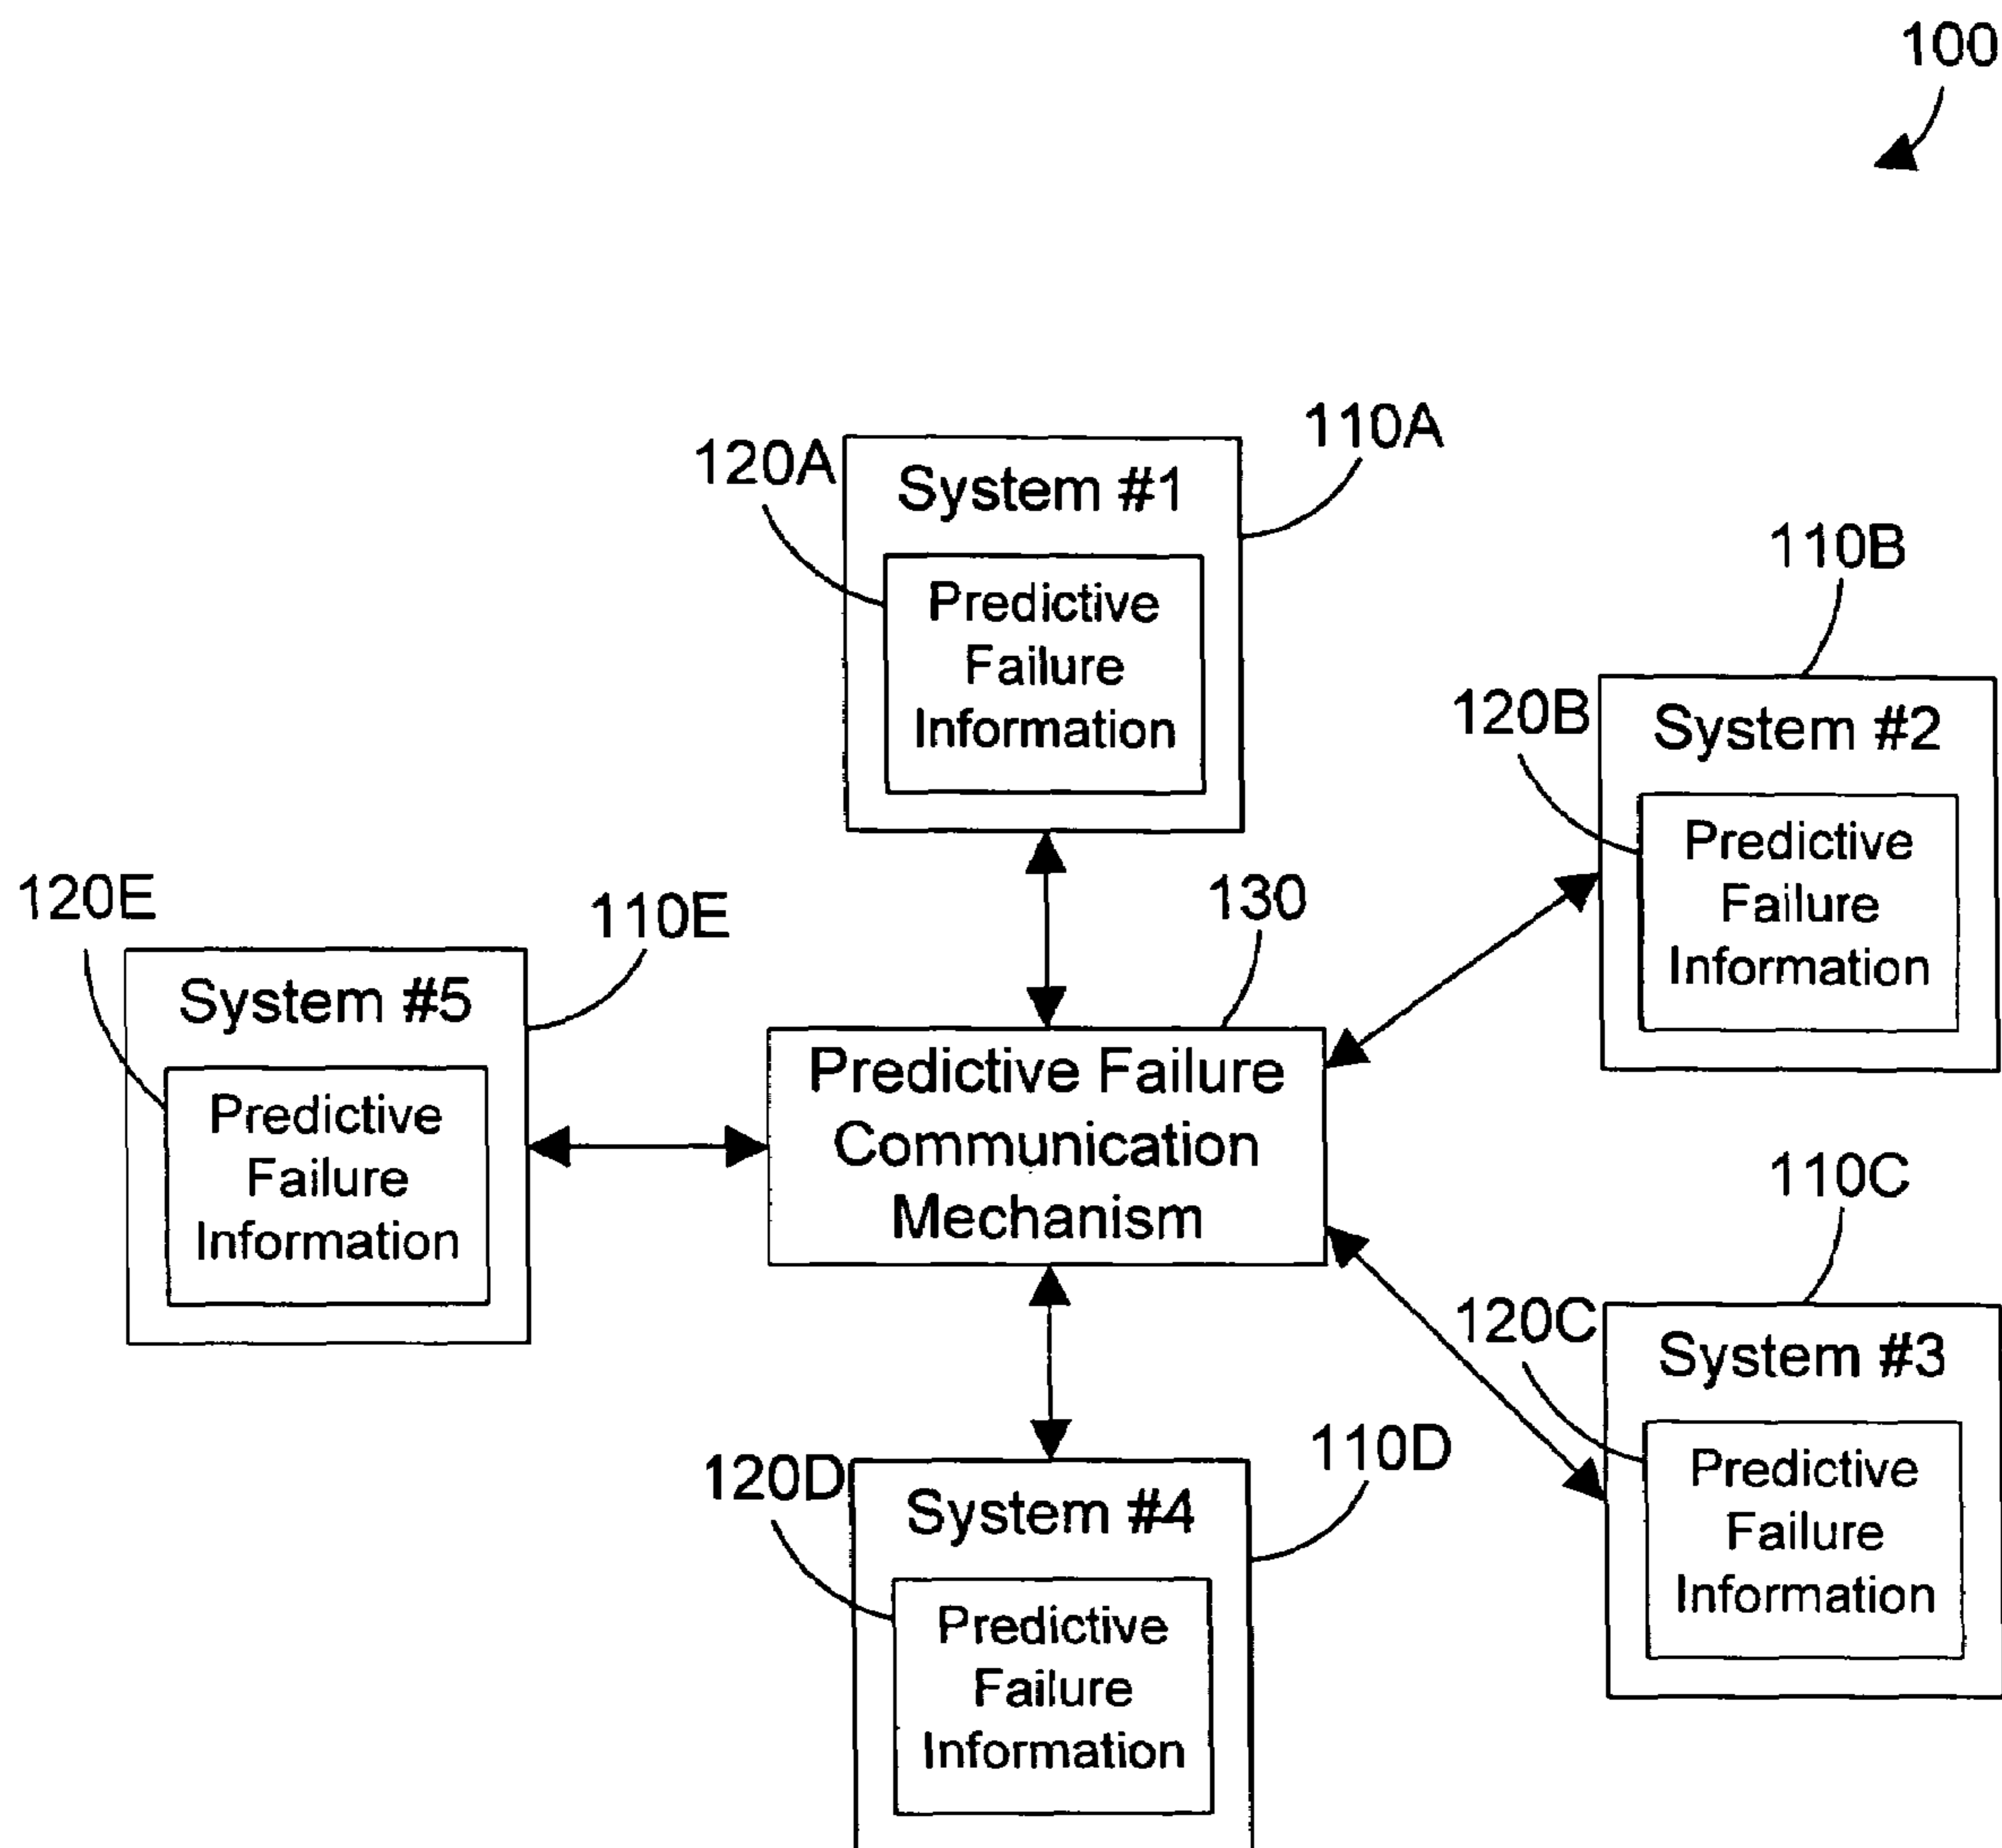 100
110A
120A
System #1
Predictive
Failure
Information
110B
120B
System #2
Predictive
Failure
Information
120E
110E
System #5
Predictive
Failure
Information
130
Predictive Failure
Communication
Mechanism
110C
120C
System #3
Predictive
Failure
Information
120D
110D
System #4
Predictive
Failure
Information